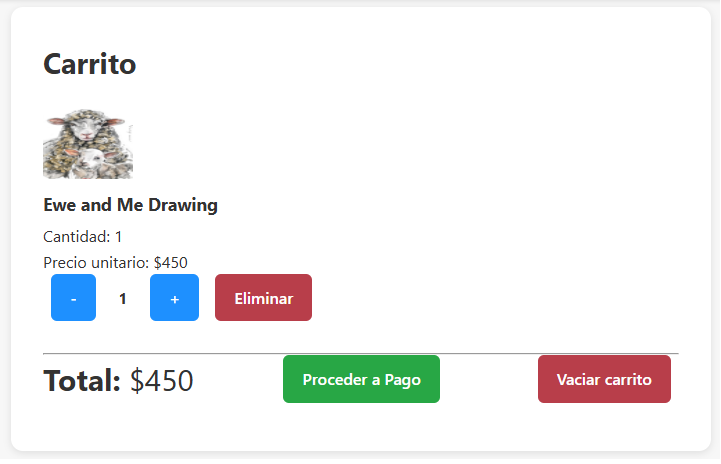 Carrito
Ewe and Me Drawing
Cantidad: 1
Precio unitario: $450
- 1 + Eliminar
Total: $450 Proceder a Pago Vaciar carrito